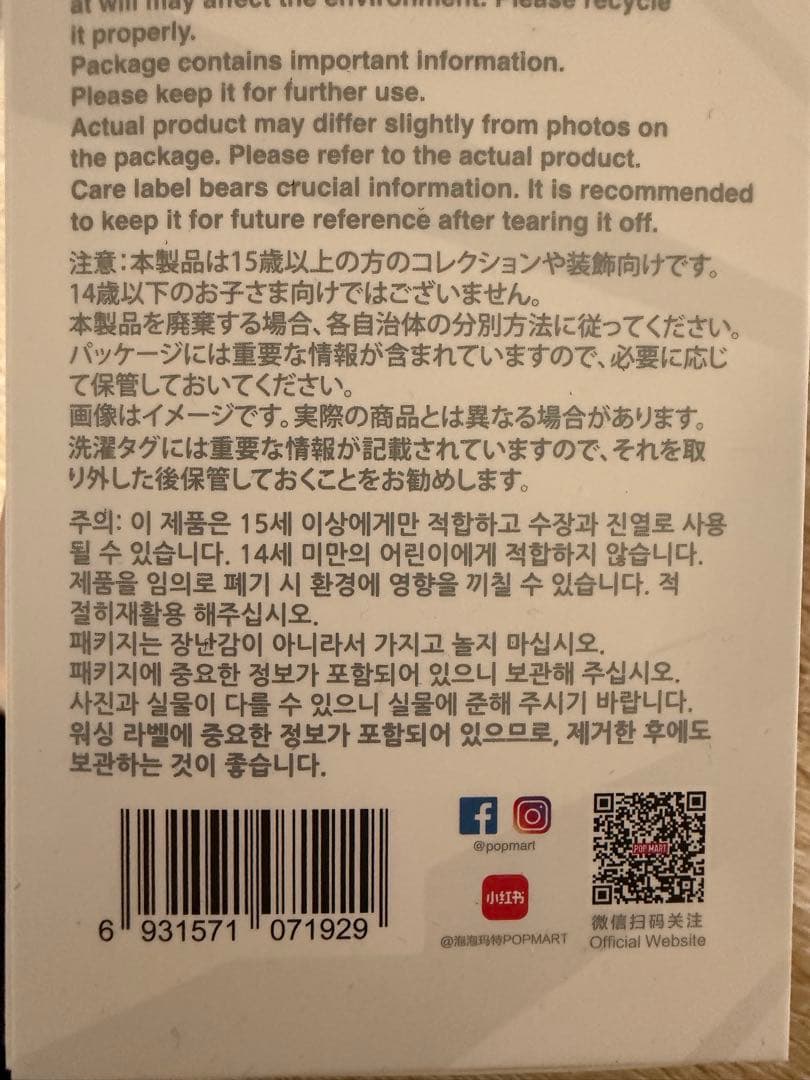 at will may affect the environment. Please recycle
it properly.
Package contains important information.
Please keep it for further use.
Actual product may differ slightly from photos on
the package. Please refer to the actual product.
Care label bears crucial information. It is recommended
to keep it for future reference after tearing it off.
注意:本製品は15歳以上の方のコレクションや装飾向けです。
14歳以下のお子さま向けではございません。
本製品を廃棄する場合、各自治体の分別方法に従ってください。
パッケージには重要な情報が含まれていますので、必要に応じ
て保管しておいてください。
画像はイメージです。実際の商品とは異なる場合があります。
洗濯タグには重要な情報が記載されていますので、それを取
り外した後保管しておくことをお勧めします。
주의: 이 제품은 15세 이상에게만 적합하고 수장과 진열로 사용
될 수 있습니다. 14세 미만의 어린이에게 적합하지 않습니다.
제품을 임의로 폐기 시 환경에 영향을 끼칠 수 있습니다. 적
절히재활용 해주십시오.
패키지는 장난감이 아니라서 가지고 놀지 마십시오.
패키지에 중요한 정보가 포함되어 있으니 보관해 주십시오.
사진과 실물이 다를 수 있으니 실물에 준해 주시기 바랍니다.
워싱 라벨에 중요한 정보가 포함되어 있으므로, 제거한 후에도
보관하는 것이 좋습니다.
6 931571 071929
@popmart
小红书
@泡泡玛特POPMART
POP MART
微信扫码关注
Official Website